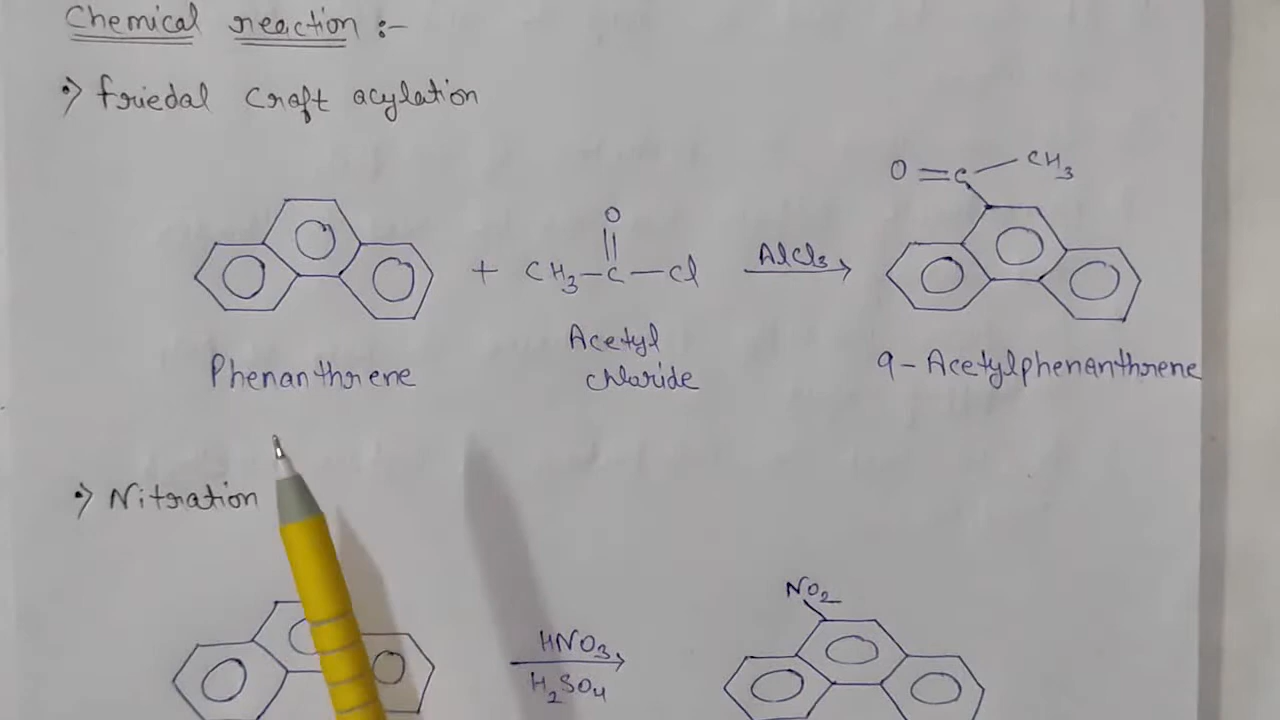 Chemical reaction :-
•) Friedal Craft acylation
O=C-CH3
O
||
+ CH3-C-Cl
AlCl3
Phenanthrene
Acetyl chloride
9-Acetylphenanthrene
•) Nitration
HNO3
H2SO4
NO2